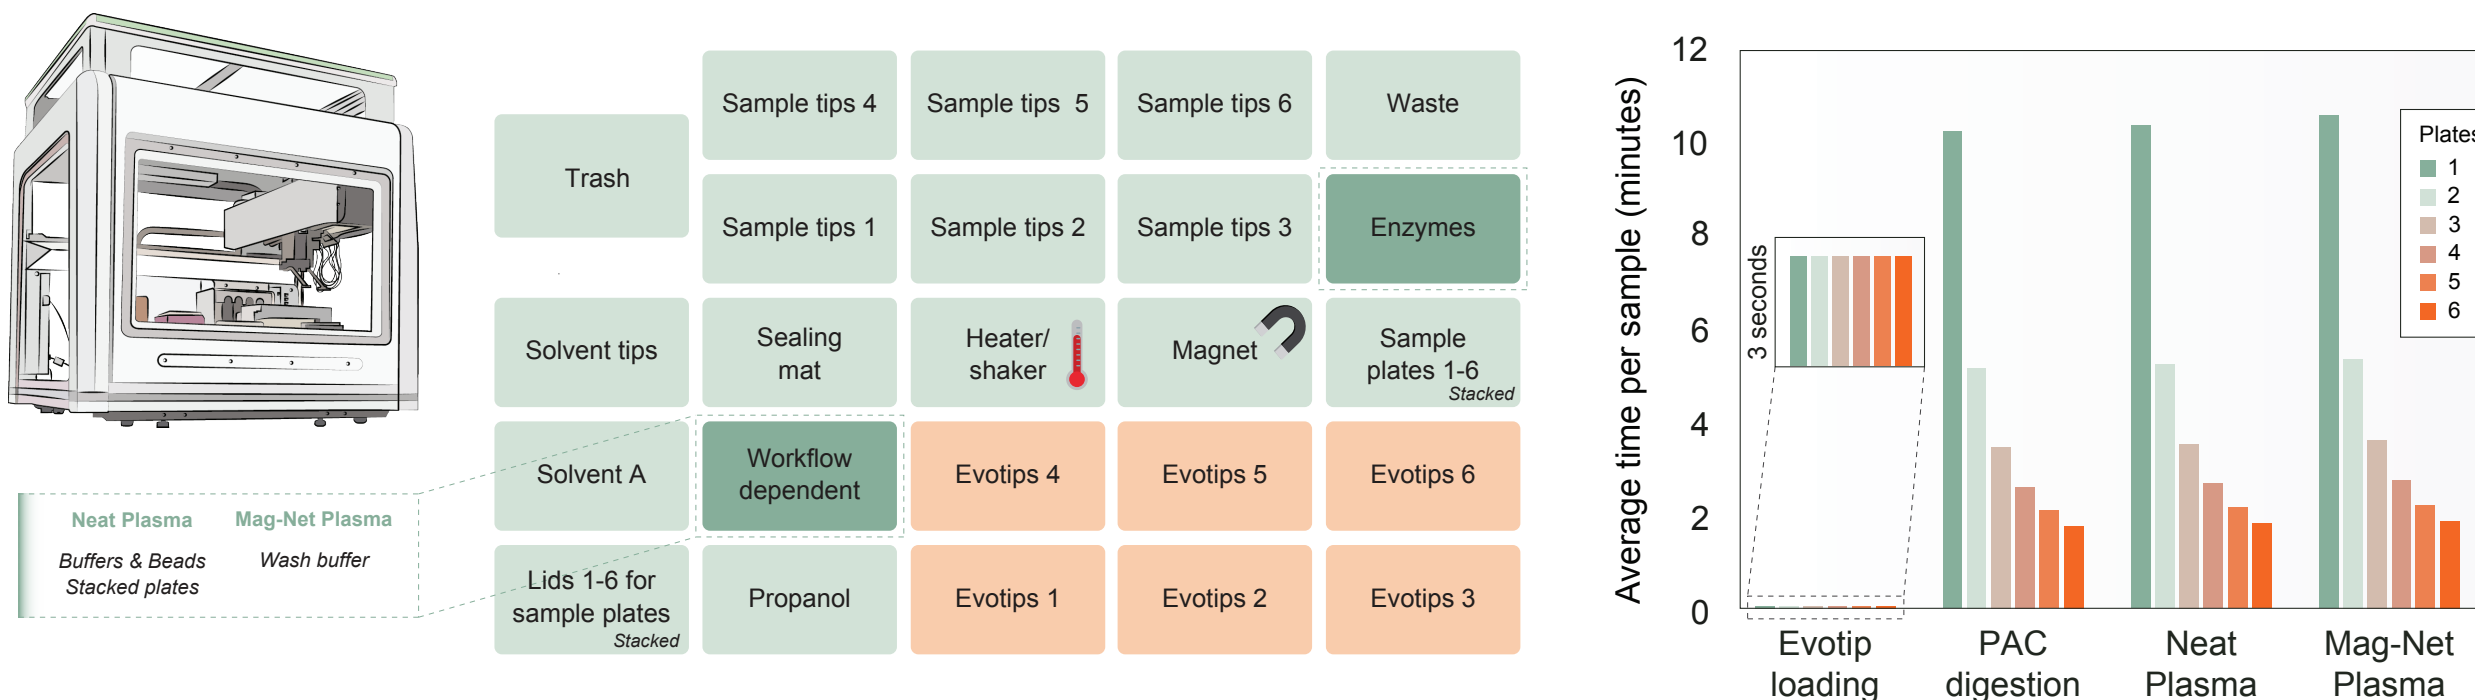 Sample tips 4
Sample tips 5
Sample tips 6
Waste
Trash
Sample tips 1
Sample tips 2
Sample tips 3
Enzymes
Solvent tips
Sealing
mat
Heater/
shaker
Magnet
Sample
plates 1-6
Stacked
Solvent A
Workflow
dependent
Evotips 4
Evotips 5
Evotips 6
Lids 1-6 for
sample plates
Stacked
Propanol
Evotips 1
Evotips 2
Evotips 3
Neat Plasma
Buffers & Beads
Stacked plates
Mag-Net Plasma
Wash buffer
Average time per sample (minutes)
12
10
8
6
4
2
0
3 seconds
Plates
1
2
3
4
5
6
Evotip
loading
PAC
digestion
Neat
Plasma
Mag-Net
Plasma